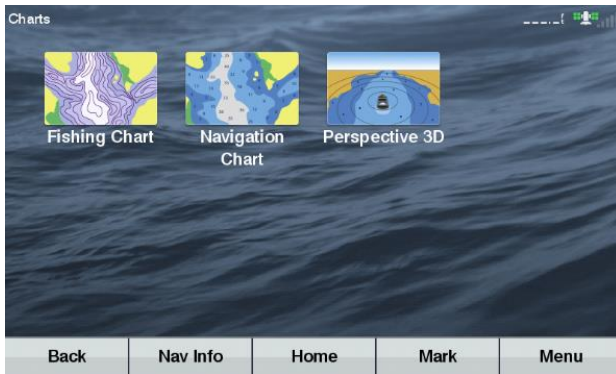 Charts
Fishing Chart
Navigation
Chart
Perspective 3D
Back
Nav Info
Home
Mark
Menu